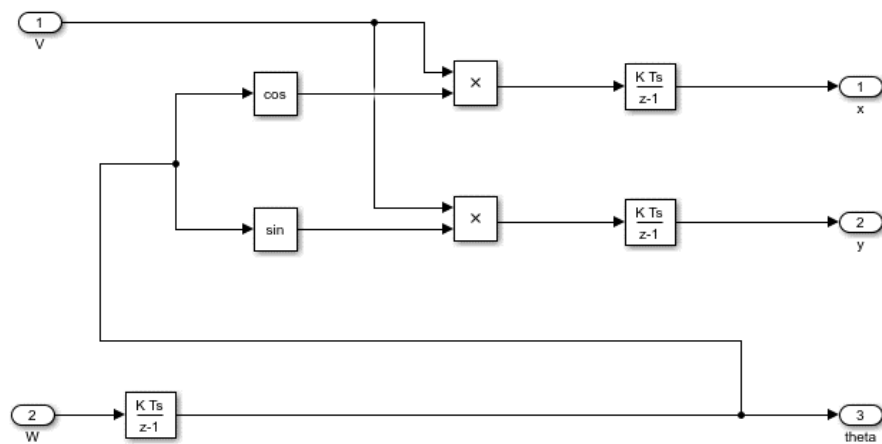 1
V
cos
×
K Ts
z-1
1
x
sin
×
K Ts
z-1
2
y
2
W
K Ts
z-1
3
theta